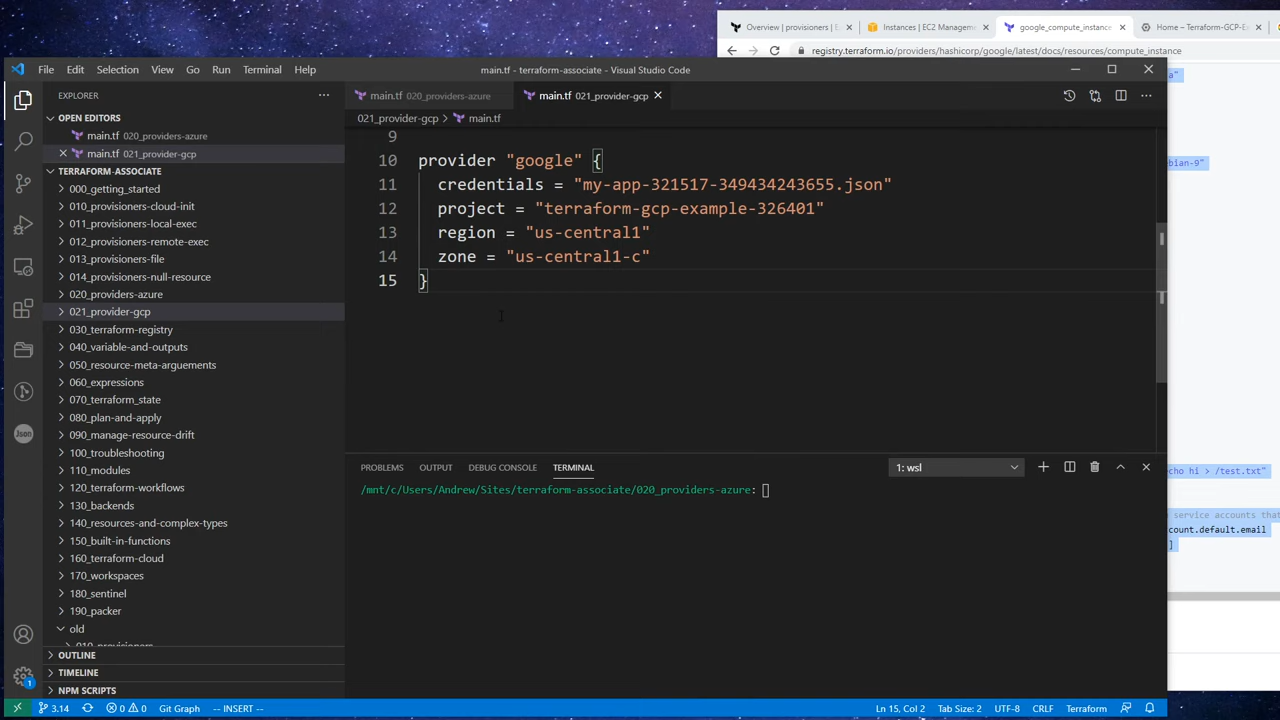 Overview | provisioners | E
Instances | EC2 Manageme
google_compute_instance
Home – Terraform-GCP-Ex
registry.terraform.io/providers/hashicorp/google/latest/docs/resources/compute_instance
File Edit Selection View Go Run Terminal Help
main.tf - terraform-associate - Visual Studio Code
EXPLORER
main.tf 020_providers-azure
main.tf 021_provider-gcp
OPEN EDITORS
main.tf 020_providers-azure
main.tf 021_provider-gcp
TERRAFORM-ASSOCIATE
000_getting_started
010_provisioners-cloud-init
011_provisioners-local-exec
012_provisioners-remote-exec
013_provisioners-file
014_provisioners-null-resource
020_providers-azure
021_provider-gcp
030_terraform-registry
040_variable-and-outputs
050_resource-meta-arguements
060_expressions
070_terraform_state
080_plan-and-apply
090_manage-resource-drift
100_troubleshooting
110_modules
120_terraform-workflows
130_backends
140_resources-and-complex-types
150_built-in-functions
160_terraform-cloud
170_workspaces
180_sentinel
190_packer
old
010_provisioners
OUTLINE
TIMELINE
NPM SCRIPTS
021_provider-gcp > main.tf
9
10 provider "google" {
11 credentials = "my-app-321517-349434243655.json"
12 project = "terraform-gcp-example-326401"
13 region = "us-central1"
14 zone = "us-central1-c"
15 }
PROBLEMS OUTPUT DEBUG CONSOLE TERMINAL
1: wsl
/mnt/c/Users/Andrew/Sites/terraform-associate/020_providers-azure:
a"
bian-9"
cho hi > /test.txt"
service accounts that
count.default.email
]
Json
1
3.14
0 0
Git Graph
-- INSERT --
Ln 15, Col 2
Tab Size: 2
UTF-8
CRLF
Terraform